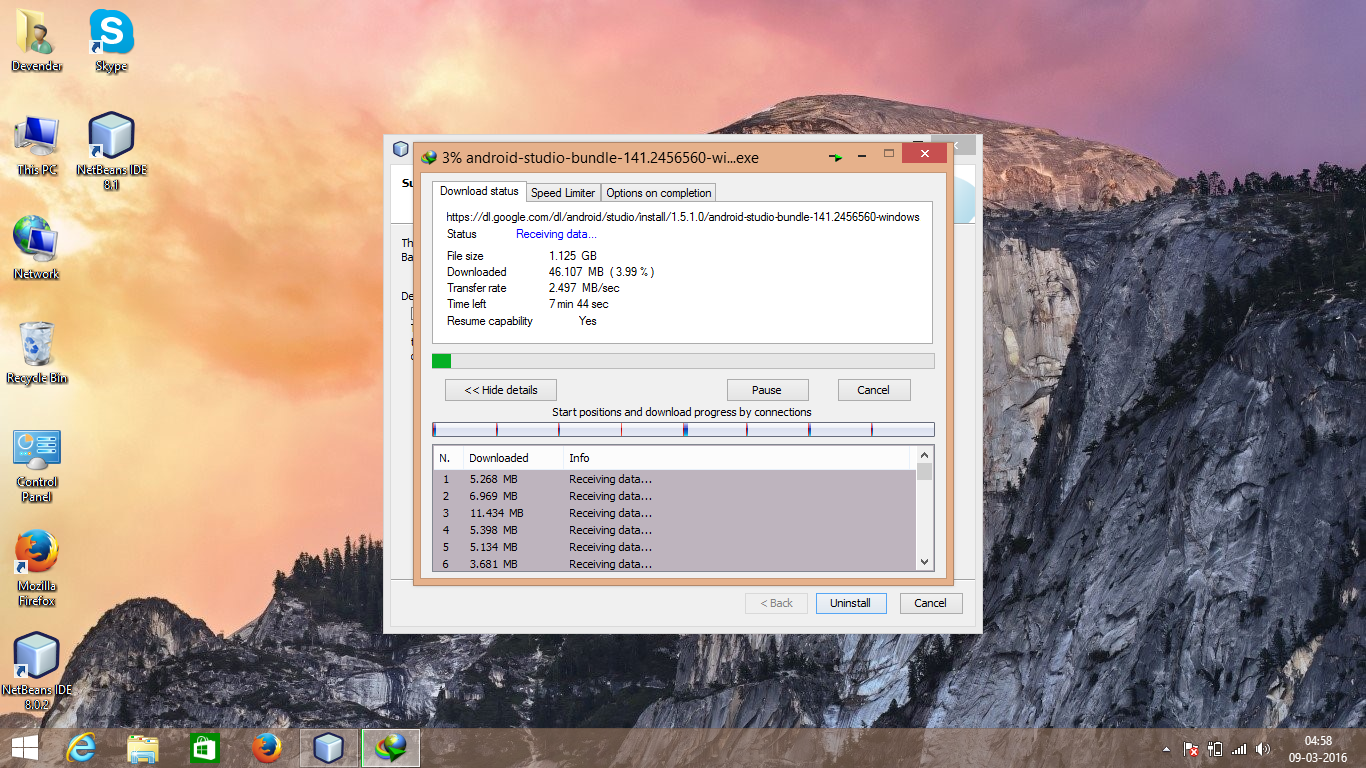 Devender
Skype
This PC
NetBeans IDE
8.1
Network
Recycle Bin
Control
Panel
Mozilla
Firefox
NetBeans IDE
8.0.2
3% android-studio-bundle-141.2456560-wi...exe
Download status
Speed Limiter
Options on completion
https://dl.google.com/dl/android/studio/install/1.5.1.0/android-studio-bundle-141.2456560-windows
Status Receiving data...
File size 1.125 GB
Downloaded 46.107 MB ( 3.99 % )
Transfer rate 2.497 MB/sec
Time left 7 min 44 sec
Resume capability Yes
<< Hide details
Pause
Cancel
Start positions and download progress by connections
N. Downloaded Info
1 5.268 MB Receiving data...
2 6.969 MB Receiving data...
3 11.434 MB Receiving data...
4 5.398 MB Receiving data...
5 5.134 MB Receiving data...
6 3.681 MB Receiving data...
< Back
Uninstall
Cancel
04:58
09-03-2016